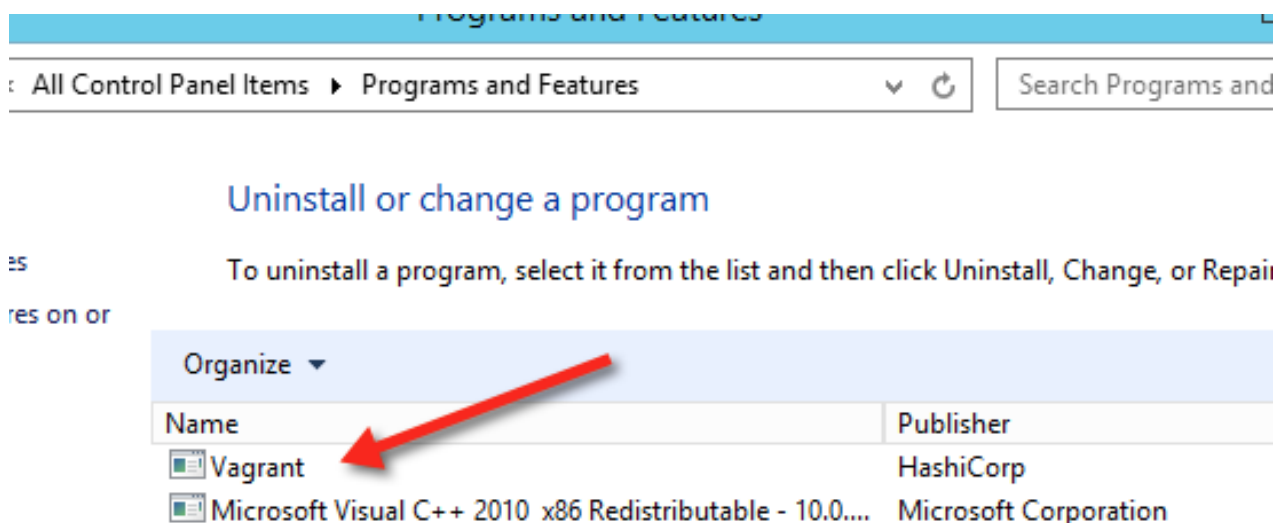 Programs and Features
All Control Panel Items Programs and Features Search Programs and
Uninstall or change a program
es To uninstall a program, select it from the list and then click Uninstall, Change, or Repair
res on or
Organize
Name Publisher
Vagrant HashiCorp
Microsoft Visual C++ 2010 x86 Redistributable - 10.0.... Microsoft Corporation